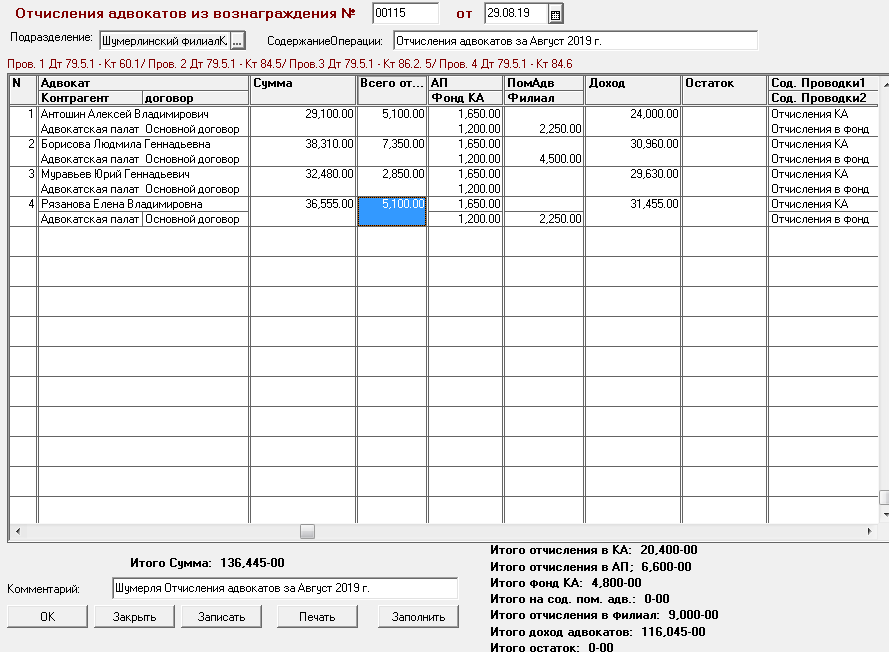 Отчисления адвокатов из вознаграждения № 00115 от 29.08.19
Подразделение: Шумерлинский филиалК, ... СодержаниеОперации: Отчисления адвокатов за Август 2019 г.
Пров. 1 Дт 79.5.1 - Кт 60.1/ Пров. 2 Дт 79.5.1 - Кт 84.5/ Пров.3 Дт 79.5.1 - Кт 86.2. 5/ Пров. 4 Дт 79.5.1 - Кт 84.6
N Адвокат Сумма Всего от... АП ПомАдв Доход Остаток Сод. Проводки1
Контрагент договор Фонд КА Филиал Сод. Проводки2
1 Антошин Алексей Владимирович 29,100.00 5,100.00 1,650.00 24,000.00 Отчисления КА
Адвокатская палат Основной договор 1,200.00 2,250.00 Отчисления в фонд
2 Борисова Людмила Геннадьевна 38,310.00 7,350.00 1,650.00 30,960.00 Отчисления КА
Адвокатская палат Основной договор 1,200.00 4,500.00 Отчисления в фонд
3 Муравьев Юрий Геннадьевич 32,480.00 2,850.00 1,650.00 29,630.00 Отчисления КА
Адвокатская палат Основной договор 1,200.00 Отчисления в фонд
4 Рязанова Елена Владимировна 36,555.00 5,100.00 1,650.00 31,455.00 Отчисления КА
Адвокатская палат Основной договор 1,200.00 2,250.00 Отчисления в фонд
Итого Сумма: 136,445-00
Комментарий: Шумерля Отчисления адвокатов за Август 2019 г.
OK Закрыть Записать Печать Заполнить
Итого отчисления в КА: 20,400-00
Итого отчисления в АП; 6,600-00
Итого фонд КА: 4,800-00
Итого на сод. пом. адв.: 0-00
Итого отчисления в филиал: 9,000-00
Итого доход адвокатов: 116,045-00
Итого остаток: 0-00